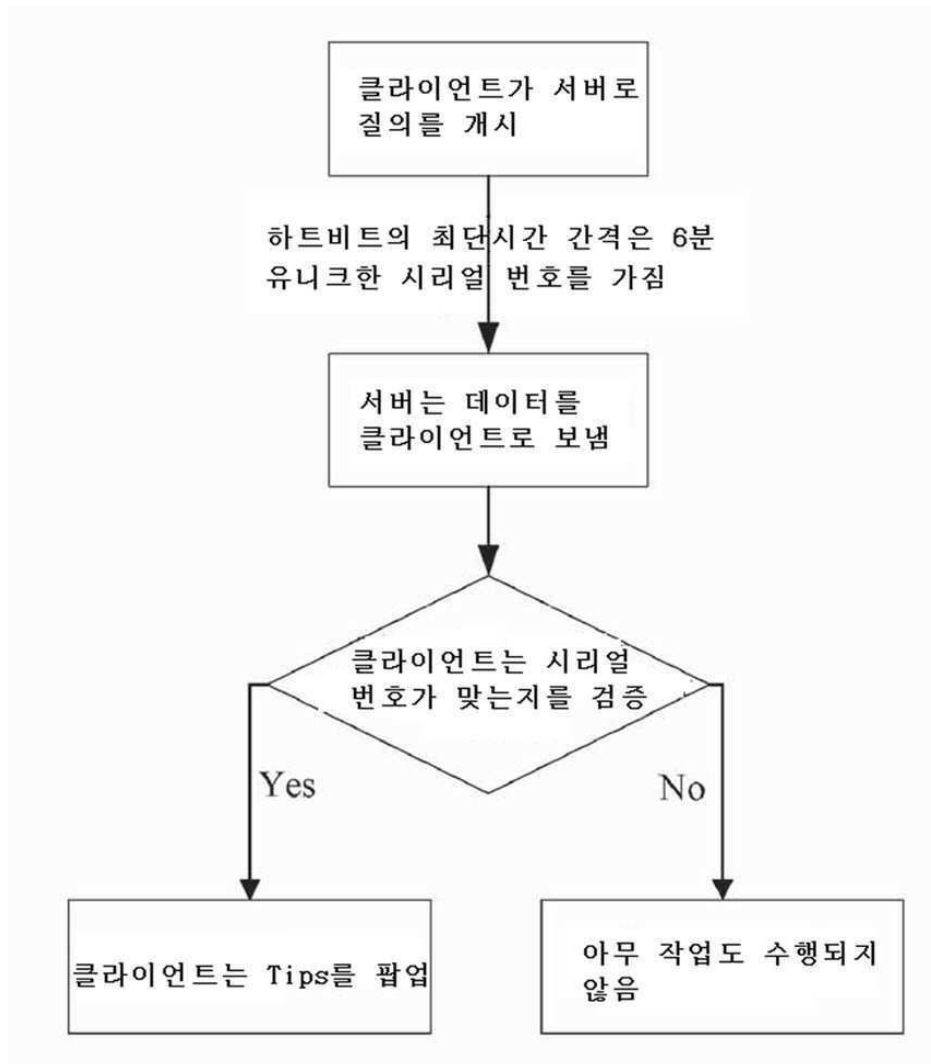 클라이언트가 서버로
질의를 개시
하트비트의 최단시간 간격은 6분
유니크한 시리얼 번호를 가짐
서버는 데이터를
클라이언트로 보냄
클라이언트는 시리얼
번호가 맞는지를 검증
Yes
No
클라이언트는 Tips를 팝업
아무 작업도 수행되지
않음